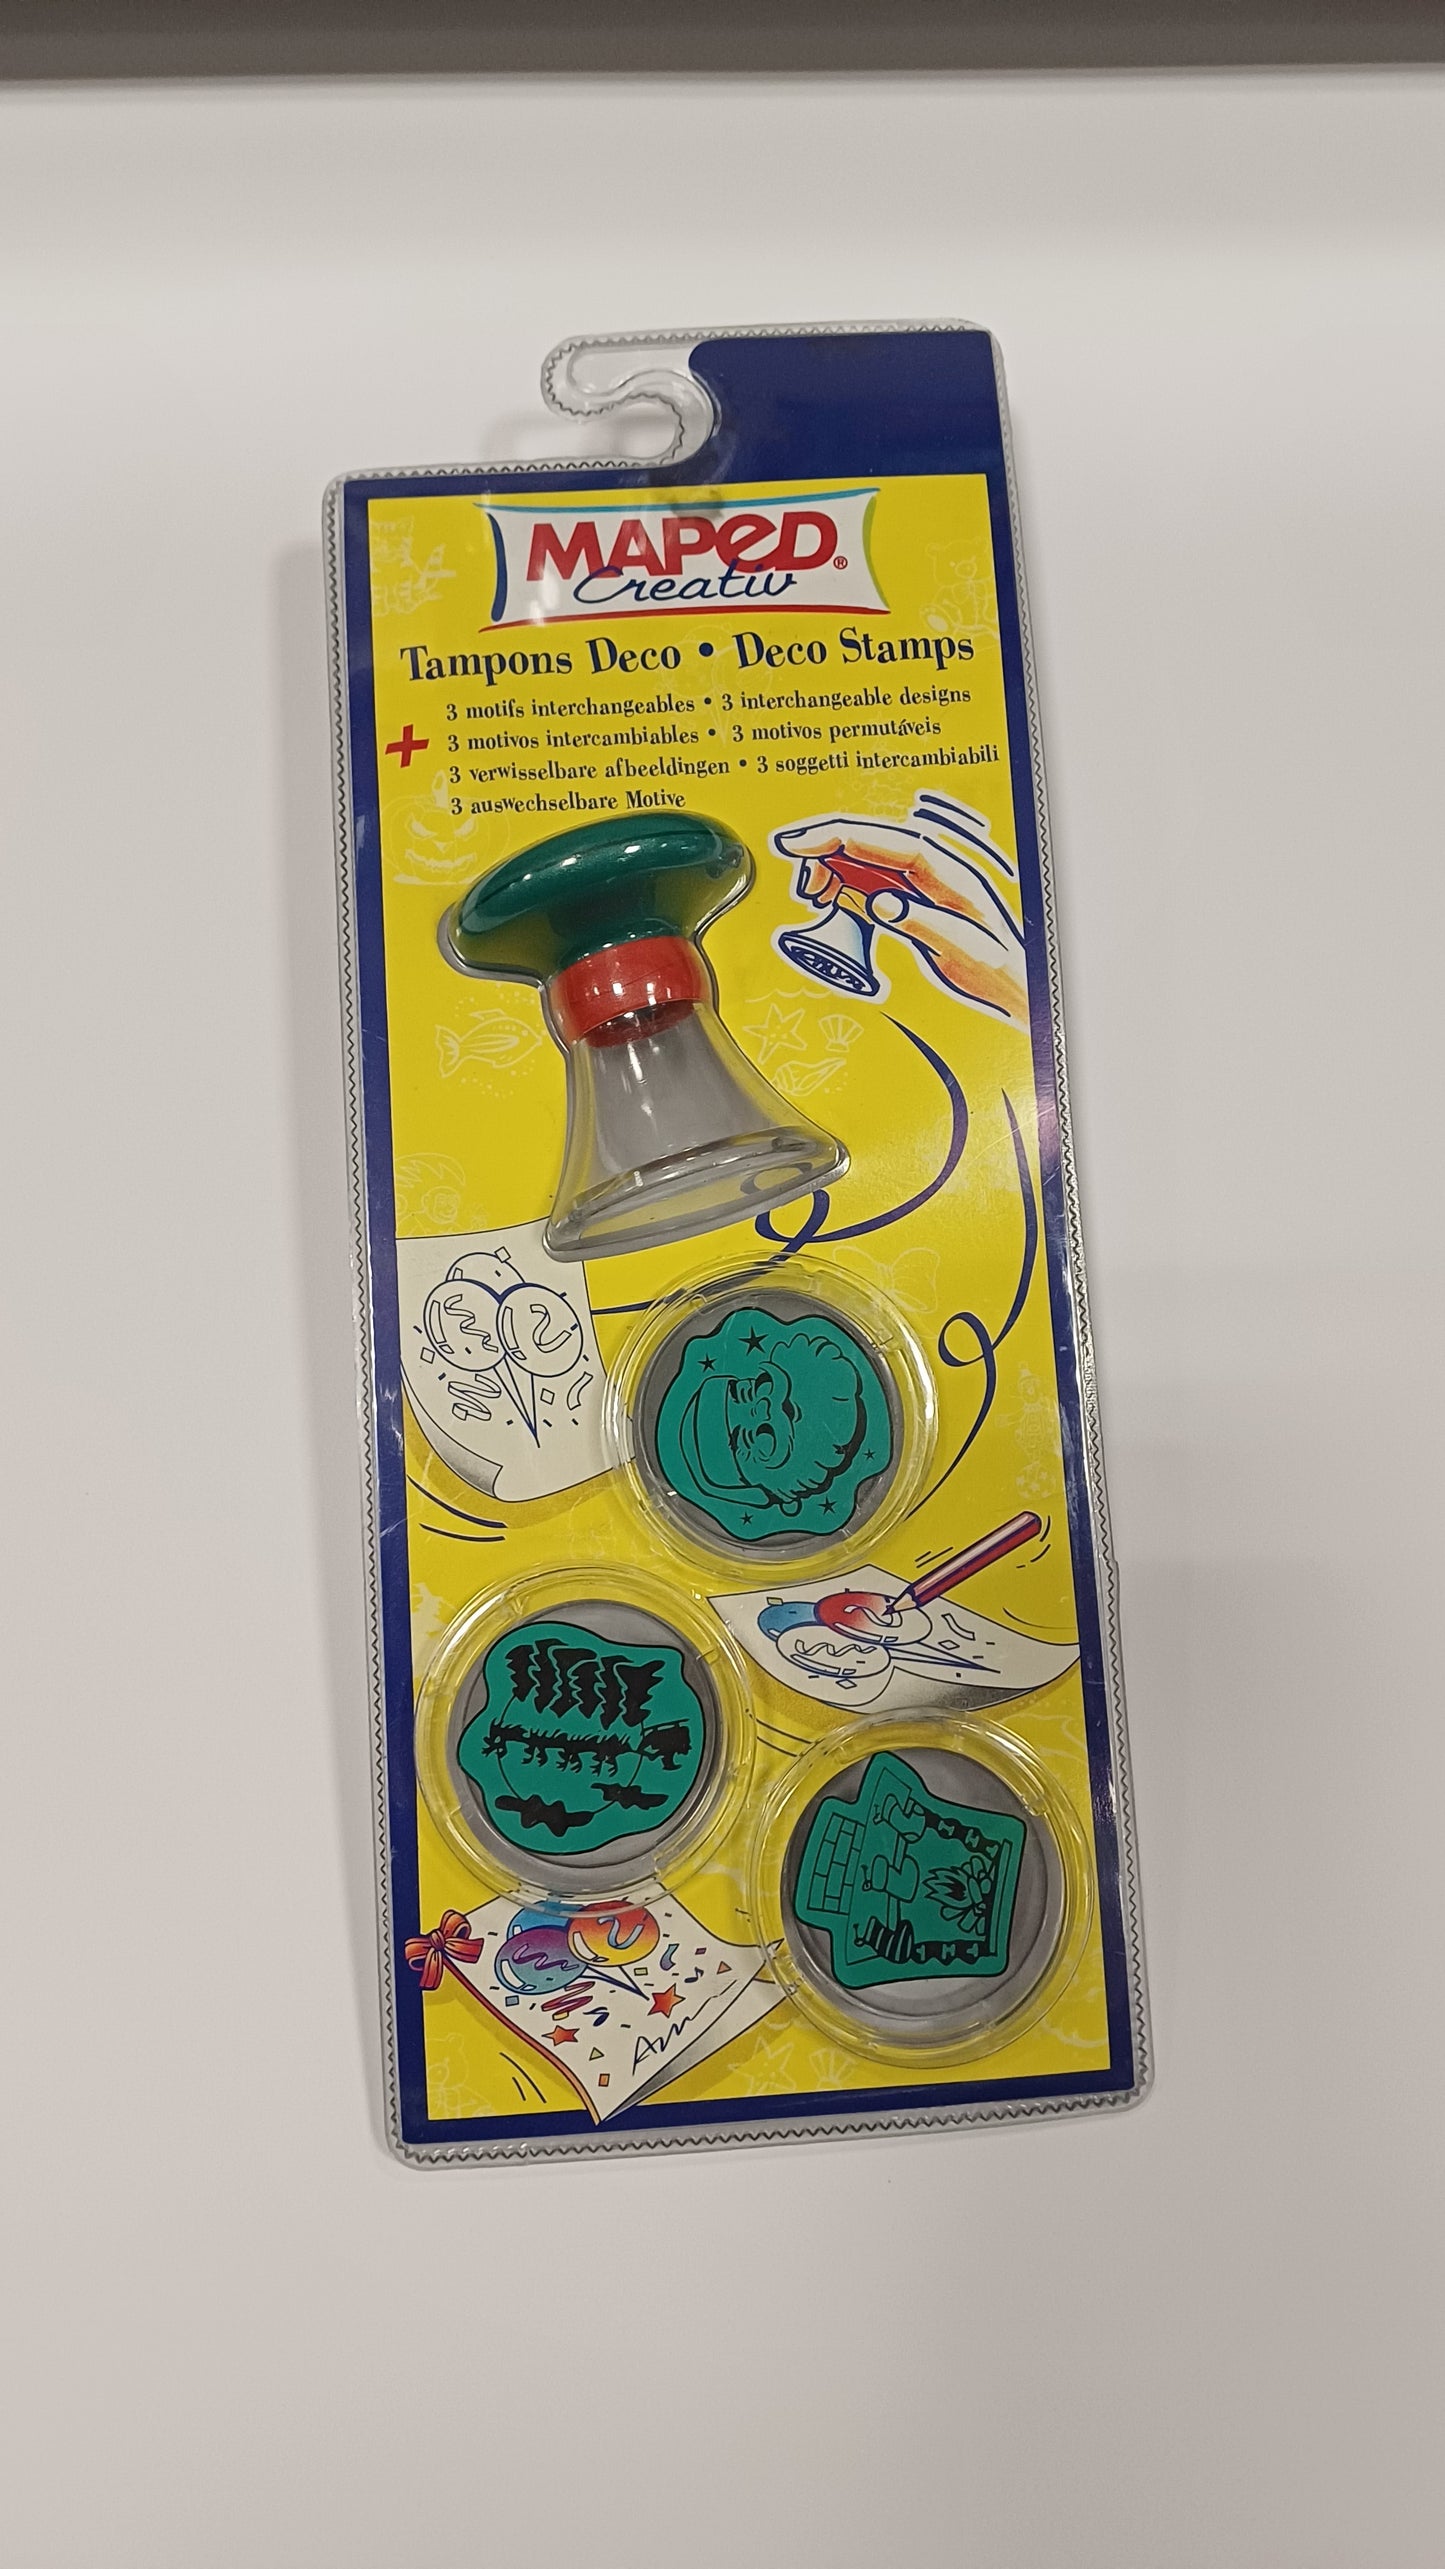 MAPED®
Creativ
Tampons Deco • Deco Stamps
3 motifs interchangeables • 3 interchangeable designs
+ 3 motivos intercambiables • 3 motivos permutáveis
3 verwisselbare afbeeldingen • 3 soggetti intercambiabili
3 auswechselbare Motive